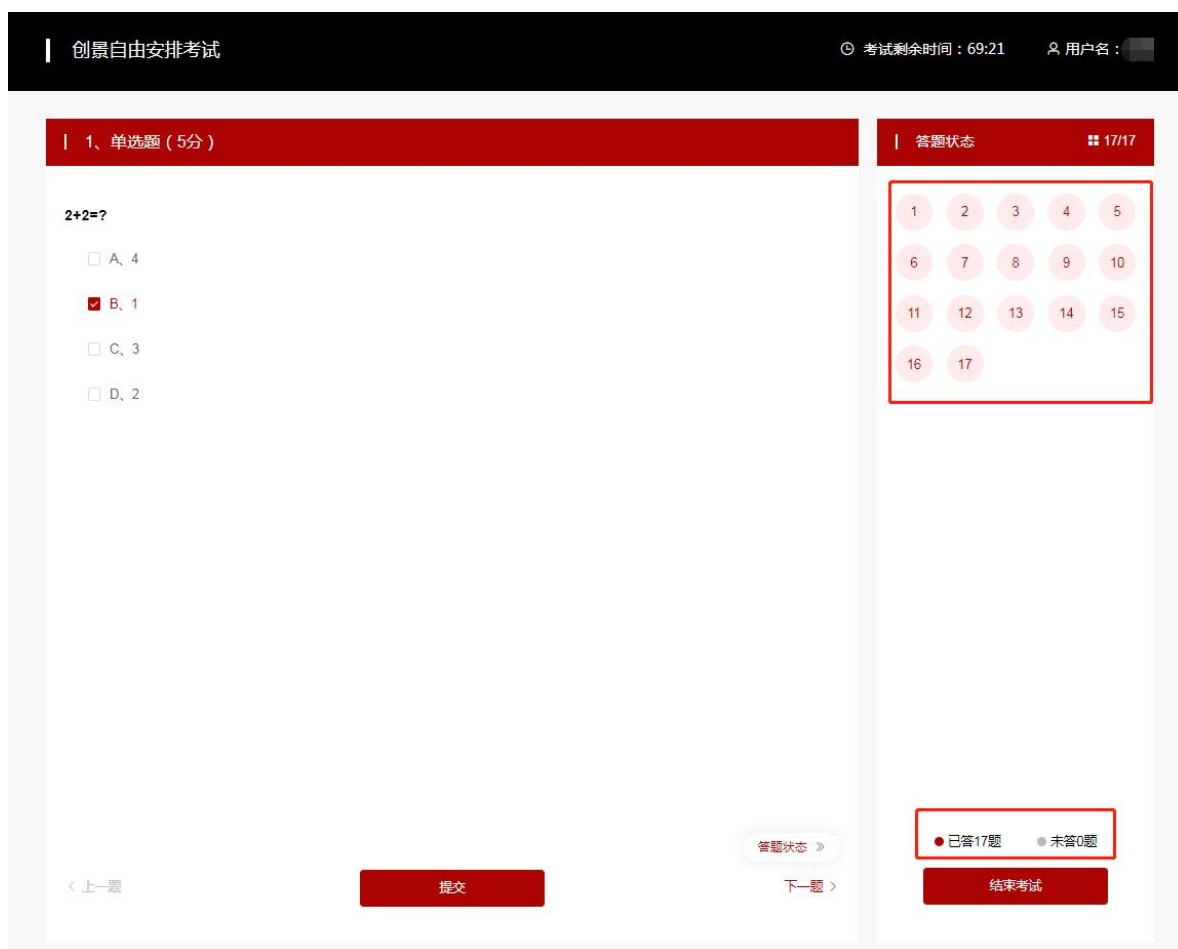 创景自由安排考试
考试剩余时间：69:21
用户名：
1、单选题（5分）
2+2=?
A、4
B、1
C、3
D、2
答题状态 》
〈 上一题
提交
下一题 〉
答题状态
17/17
1 2 3 4 5
6 7 8 9 10
11 12 13 14 15
16 17
已答17题
未答0题
结束考试